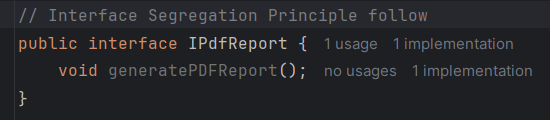 // Interface Segregation Principle follow
public interface IPdfReport { 1 usage 1 implementation
void generatePDFReport(); no usages 1 implementation
}